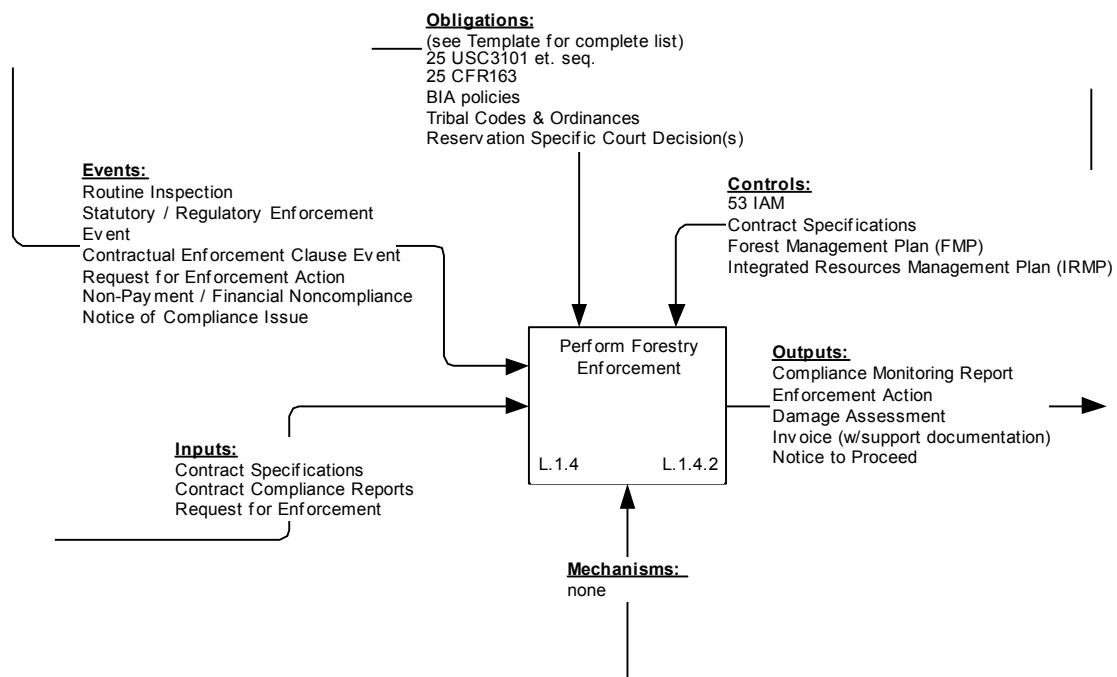 Obligations:
(see Template for complete list)
25 USC3101 et. seq.
25 CFR163
BIA policies
Tribal Codes & Ordinances
Reservation Specific Court Decision(s)
Events:
Routine Inspection
Statutory / Regulatory Enforcement
Event
Contractual Enforcement Clause Event
Request for Enforcement Action
Non-Payment / Financial Noncompliance
Notice of Compliance Issue
Controls:
53 IAM
Contract Specifications
Forest Management Plan (FMP)
Integrated Resources Management Plan (IRMP)
Perform Forestry
Enforcement
L.1.4 L.1.4.2
Outputs:
Compliance Monitoring Report
Enforcement Action
Damage Assessment
Invoice (w/support documentation)
Notice to Proceed
Inputs:
Contract Specifications
Contract Compliance Reports
Request for Enforcement
Mechanisms:
none